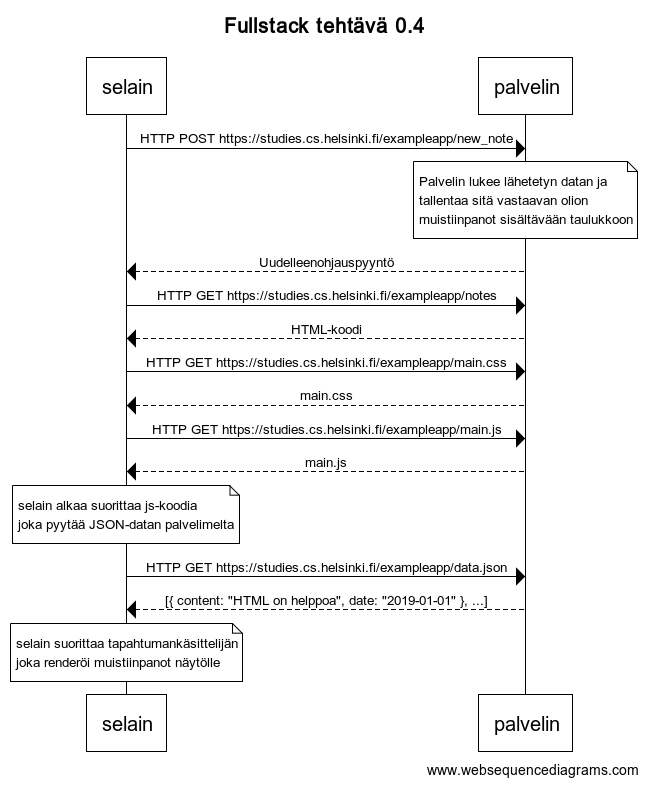 Fullstack tehtävä 0.4
selain
palvelin
HTTP POST https://studies.cs.helsinki.fi/exampleapp/new_note
Palvelin lukee lähetetyn datan ja
tallentaa sitä vastaavan olion
muistiinpanot sisältävään taulukkoon
Uudelleenohjauspyyntö
HTTP GET https://studies.cs.helsinki.fi/exampleapp/notes
HTML-koodi
HTTP GET https://studies.cs.helsinki.fi/exampleapp/main.css
main.css
HTTP GET https://studies.cs.helsinki.fi/exampleapp/main.js
main.js
selain alkaa suorittaa js-koodia
joka pyytää JSON-datan palvelimelta
HTTP GET https://studies.cs.helsinki.fi/exampleapp/data.json
[{ content: "HTML on helppoa", date: "2019-01-01" }, ...]
selain suorittaa tapahtumankäsittelijän
joka renderöi muistiinpanot näytölle
selain
palvelin
www.websequencediagrams.com